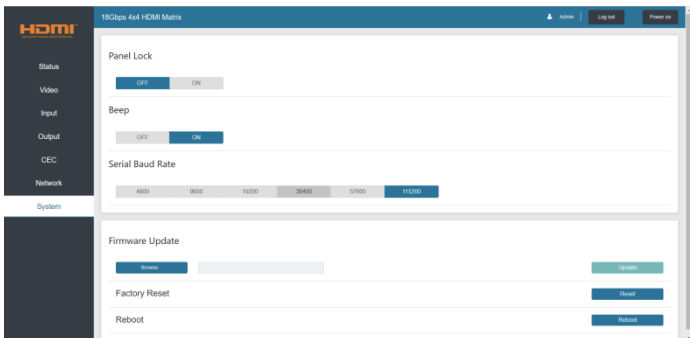 18Gbps 4x4 HDMI Matrix
Admin
Log out
Power on
HDMI
Status
Video
Input
Output
CEC
Network
System
Panel Lock
OFF
ON
Beep
OFF
ON
Serial Baud Rate
4800
9600
19200
38400
57600
115200
Firmware Update
Browse...
Update
Factory Reset
Reset
Reboot
Reboot